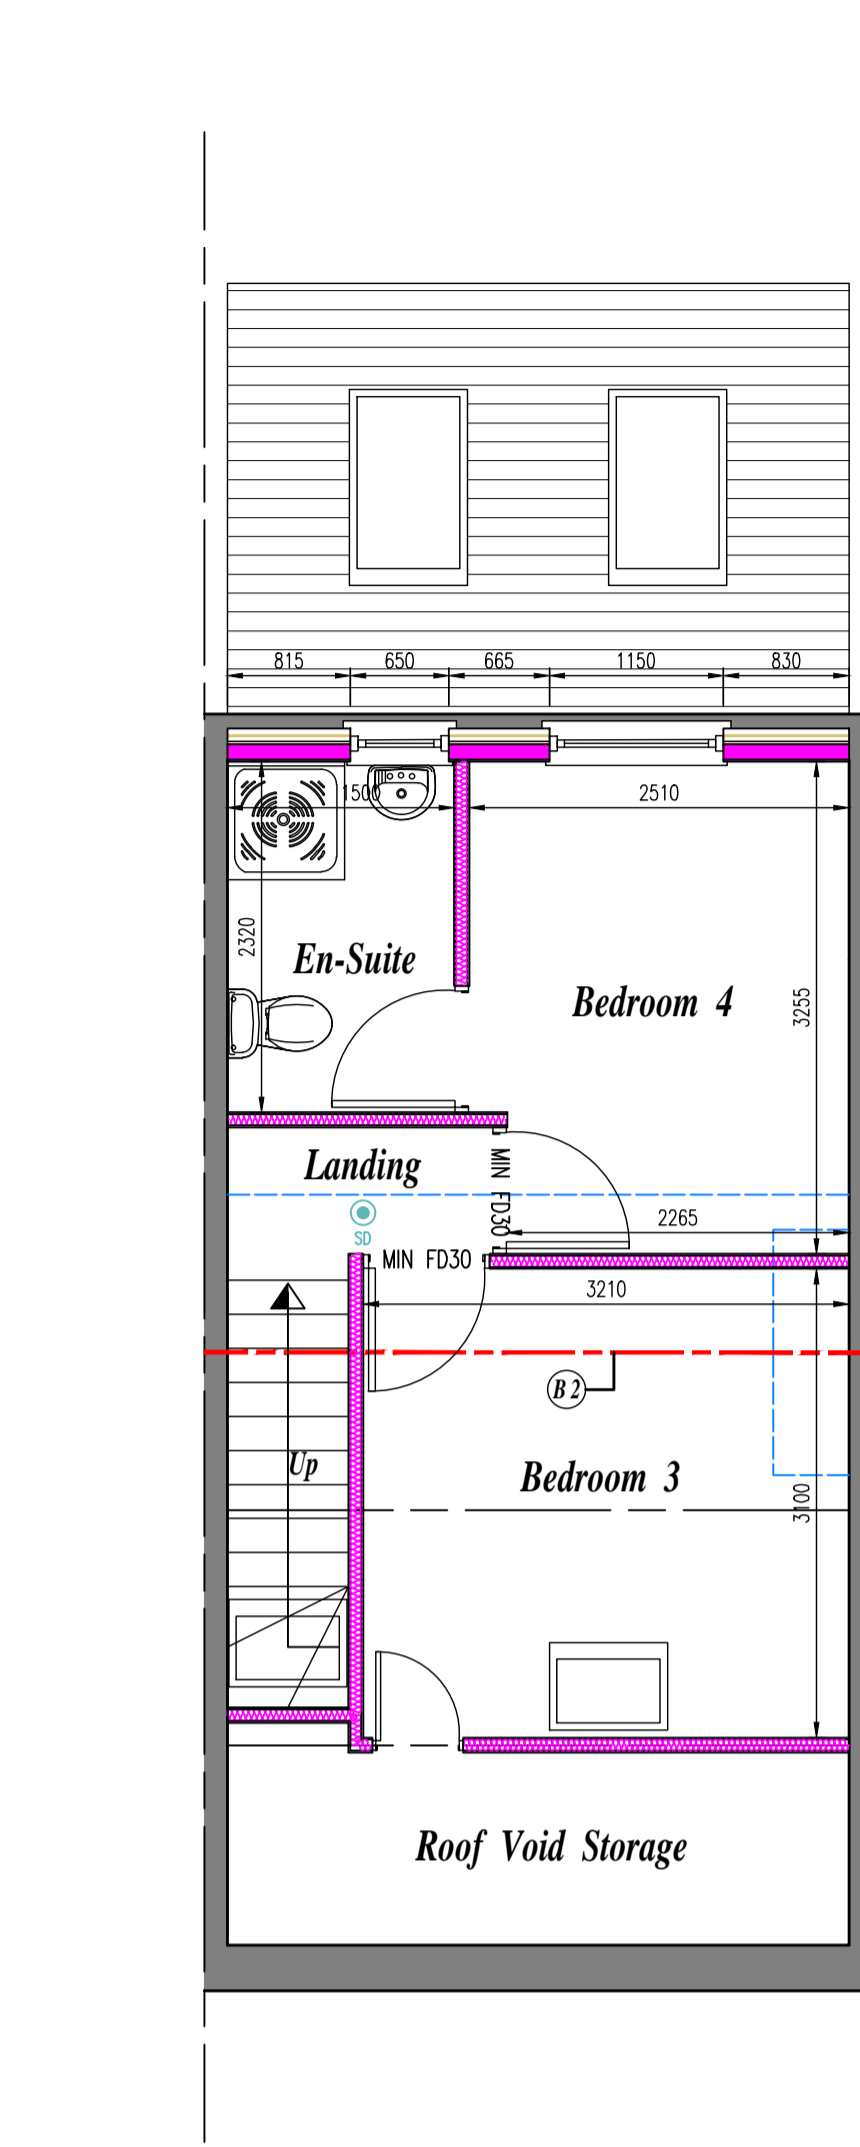 815 650 665 1150 830
1500 2510
2320
En-Suite
Bedroom 4
3255
Landing
MIN FD30
SD
2265
MIN FD30
3210
B 2
Up
Bedroom 3
3100
Roof Void Storage